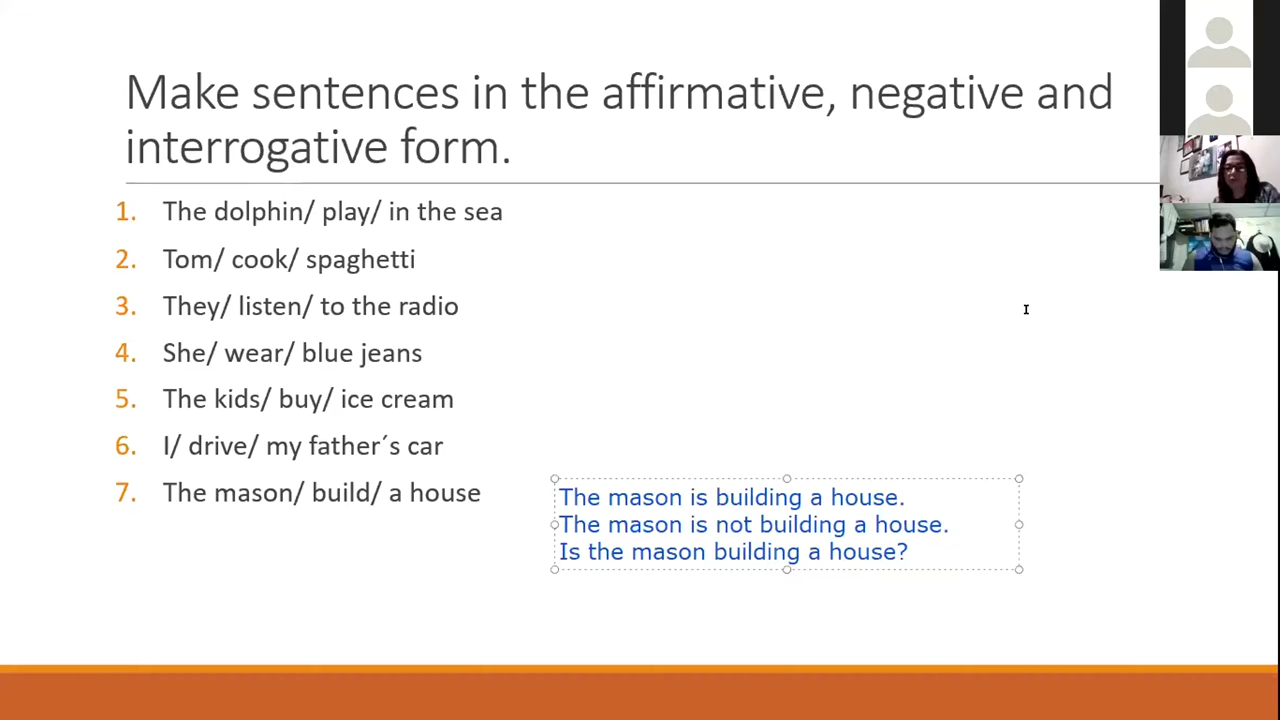 Make sentences in the affirmative, negative and
interrogative form.
1. The dolphin/ play/ in the sea
2. Tom/ cook/ spaghetti
3. They/ listen/ to the radio
4. She/ wear/ blue jeans
5. The kids/ buy/ ice cream
6. I/ drive/ my father´s car
7. The mason/ build/ a house
The mason is building a house.
The mason is not building a house.
Is the mason building a house?